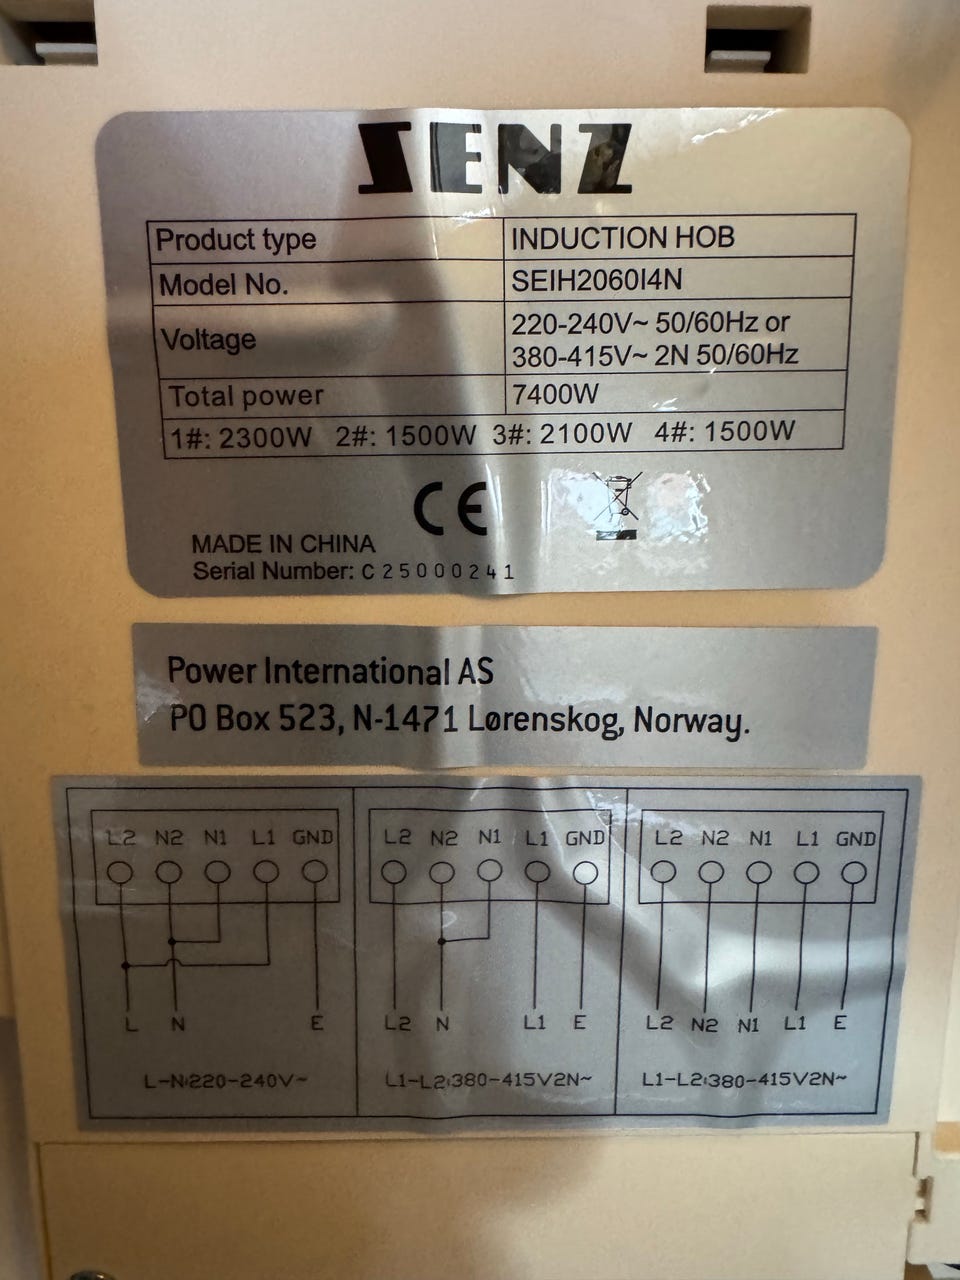 SENZ
Product type INDUCTION HOB
Model No. SEIH2060I4N
Voltage 220-240V~ 50/60Hz or
380-415V~ 2N 50/60Hz
Total power 7400W
1#: 2300W 2#: 1500W 3#: 2100W 4#: 1500W
CE
MADE IN CHINA
Serial Number: C25000241
Power International AS
PO Box 523, N-1471 Lørenskog, Norway.
L2 N2 N1 L1 GND
L N E
L-N:220-240V~
L2 N2 N1 L1 GND
L2 N L1 E
L1-L2:380-415V2N~
L2 N2 N1 L1 GND
L2 N2 N1 L1 E
L1-L2:380-415V2N~